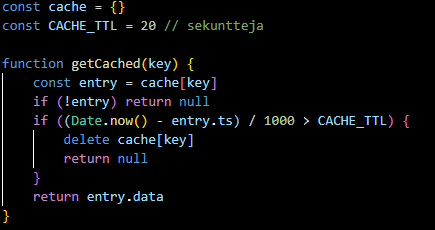 const cache = {}
const CACHE_TTL = 20 // sekuntteja
function getCached(key) {
    const entry = cache[key]
    if (!entry) return null
    if ((Date.now() - entry.ts) / 1000 > CACHE_TTL) {
        delete cache[key]
        return null
    }
    return entry.data
}